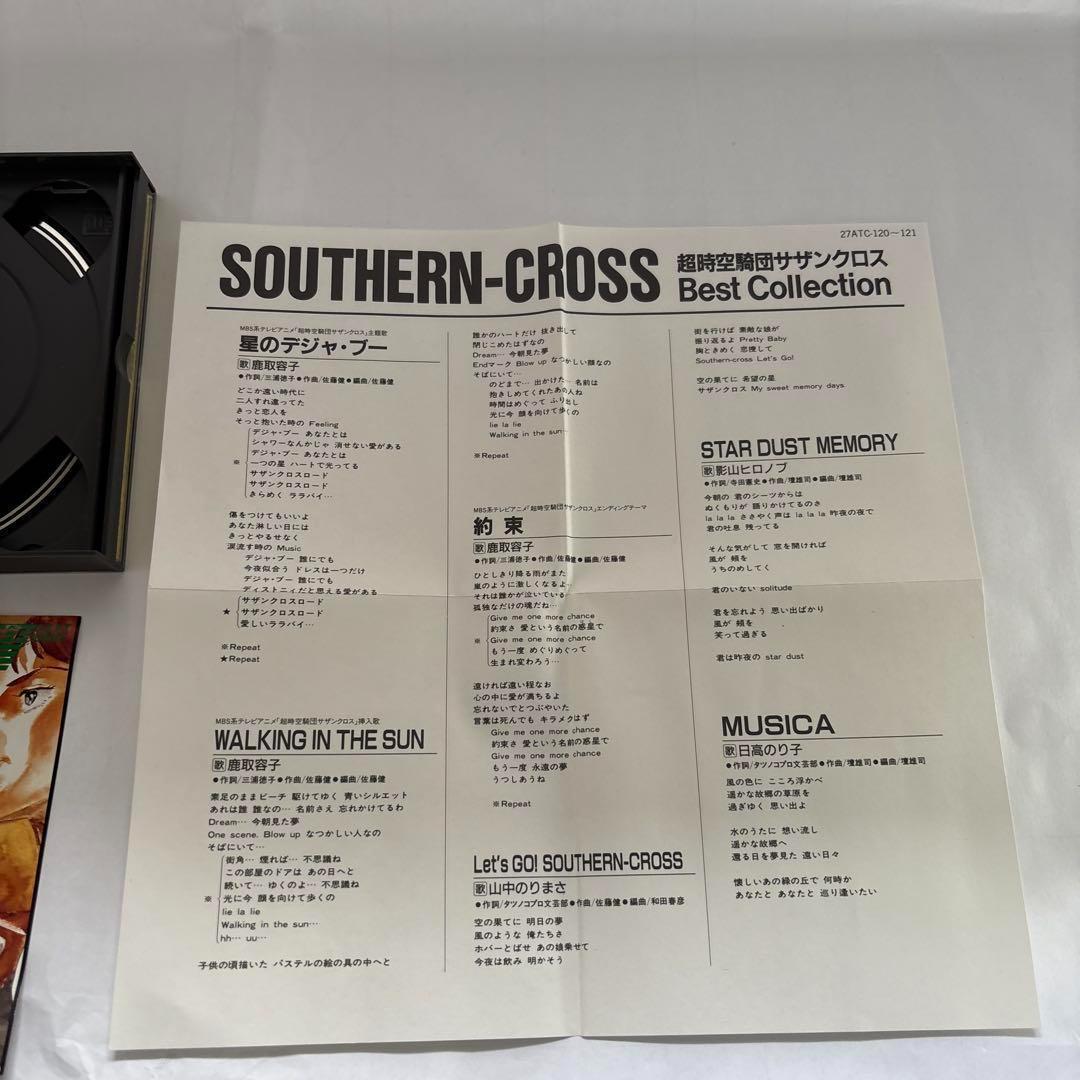 27ATC-120〜121
SOUTHERN-CROSS
超時空騎団サザンクロス
Best Collection
MBS系テレビアニメ「超時空騎団サザンクロス」主題歌
星のデジャ・ブー
歌 鹿取容子
●作詞/三浦徳子●作曲/佐藤健●編曲/佐藤健
どこか遠い時代に
二人すれ違ってた
きっと恋人を
そっと抱いた時の Feeling
デジャ・ブー あなたとは
シャワーなんかじゃ 消せない愛がある
デジャ・ブー あなたとは
※ 一つの星 ハートで光ってる
サザンクロスロード
サザンクロスロード
きらめく ララバイ…
傷をつけてもいいよ
あなた淋しい日には
きっとやるせなく
涙流す時の Music
デジャ・ブー 誰にでも
今夜似合う ドレスは一つだけ
デジャ・ブー 誰にでも
ディストニィだと思える愛がある
サザンクロスロード
★ サザンクロスロード
愛しいララバイ…
※Repeat
★Repeat
MBS系テレビアニメ「超時空騎団サザンクロス」挿入歌
WALKING IN THE SUN
歌 鹿取容子
●作詞/三浦徳子●作曲/佐藤健●編曲/佐藤健
素足のままビーチ 駆けてゆく 青いシルエット
あれは誰 誰なの… 名前さえ 忘れかけてるわ
Dream… 今朝見た夢
One scene. Blow up なつかしい人なの
そばにいて…
街角… 煙れば… 不思議ね
この部屋のドアは あの日へと
続いて… ゆくのよ… 不思議ね
※ 光に今 顔を向けて歩くの
lie la lie
Walking in the sun…
hh… uu…
子供の頃描いた パステルの絵の具の中へと
誰かのハートだけ 抜き出して
閉じこめたはずなの
Dream… 今朝見た夢
Endマーク Blow up なつかしい顔なの
そばにいて…
のどまで… 出かけた… 名前は
抱きしめてくれたあの人ね
時間はめぐって ふり出し
光に今 顔を向けて歩くの
lie la lie
Walking in the sun…
※Repeat
MBS系テレビアニメ「超時空騎団サザンクロス」エンディングテーマ
約束
歌 鹿取容子
●作詞/三浦徳子●作曲/佐藤健●編曲/佐藤健
ひとしきり降る雨がまた
嵐のように激しくなるよ…
それは誰かが泣いている
孤独なだけの魂だね…
Give me one more chance
約束さ 愛という名前の惑星で
※ Give me one more chance
もう一度 めぐりめぐって
生まれ変わろう…
遠ければ遠い程なお
心の中に愛が満ちるよ
忘れないでとつぶやいた
言葉は死んでも キラメクはず
Give me one more chance
約束さ 愛という名前の惑星で
Give me one more chance
もう一度 永遠の夢
うつしあうね
※Repeat
Let's GO! SOUTHERN-CROSS
歌 山中のりまさ
●作詞/タツノコプロ文芸部●作曲/佐藤健●編曲/和田春彦
空の果てに 明日の夢
風のような 俺たちさ
ホバーとばせ あの娘乗せて
今夜は飲み 明かそう
街を行けば 素敵な娘が
振り返るよ Pretty Baby
胸ときめく 恋捜して
Southern-cross Let's Go!
空の果てに 希望の星
サザンクロス My sweet memory days.
STAR DUST MEMORY
歌 影山ヒロノブ
●作詞/寺田憲史●作曲/壇雄司●編曲/壇雄司
今朝の 君のシーツからは
ぬくもりが 語りかけてるのさ
la la la ささやく声は la la la 昨夜の夜で
君の吐息 残ってる
そんな気がして 窓を開ければ
風が 頬を
うちのめしてく
君のいない solitude
君を忘れよう 思い出ばかり
風が 頬を
笑って過ぎる
君は昨夜の star dust
MUSICA
歌 日高のり子
●作詞/タツノコプロ文芸部●作曲/壇雄司●編曲/壇雄司
風の色に こころ浮かべ
遥かな故郷の草原を
過ぎゆく 思い出よ
水のうたに 想い流し
遥かな故郷へ
還る日を夢見た 遠い日々
懐しいあの緑の丘で 何時か
あなたと あなたと 巡り逢いたい